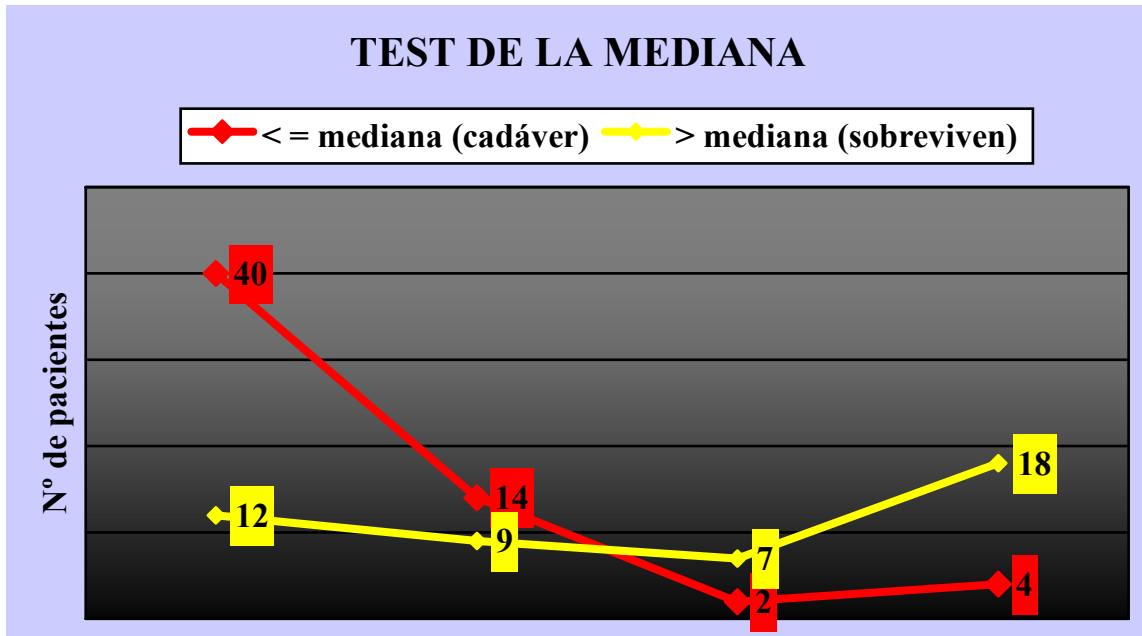 TEST DE LA MEDIANA
< = mediana (cadáver) > mediana (sobreviven)
Nº de pacientes
40
14
2
4
12
9
7
18